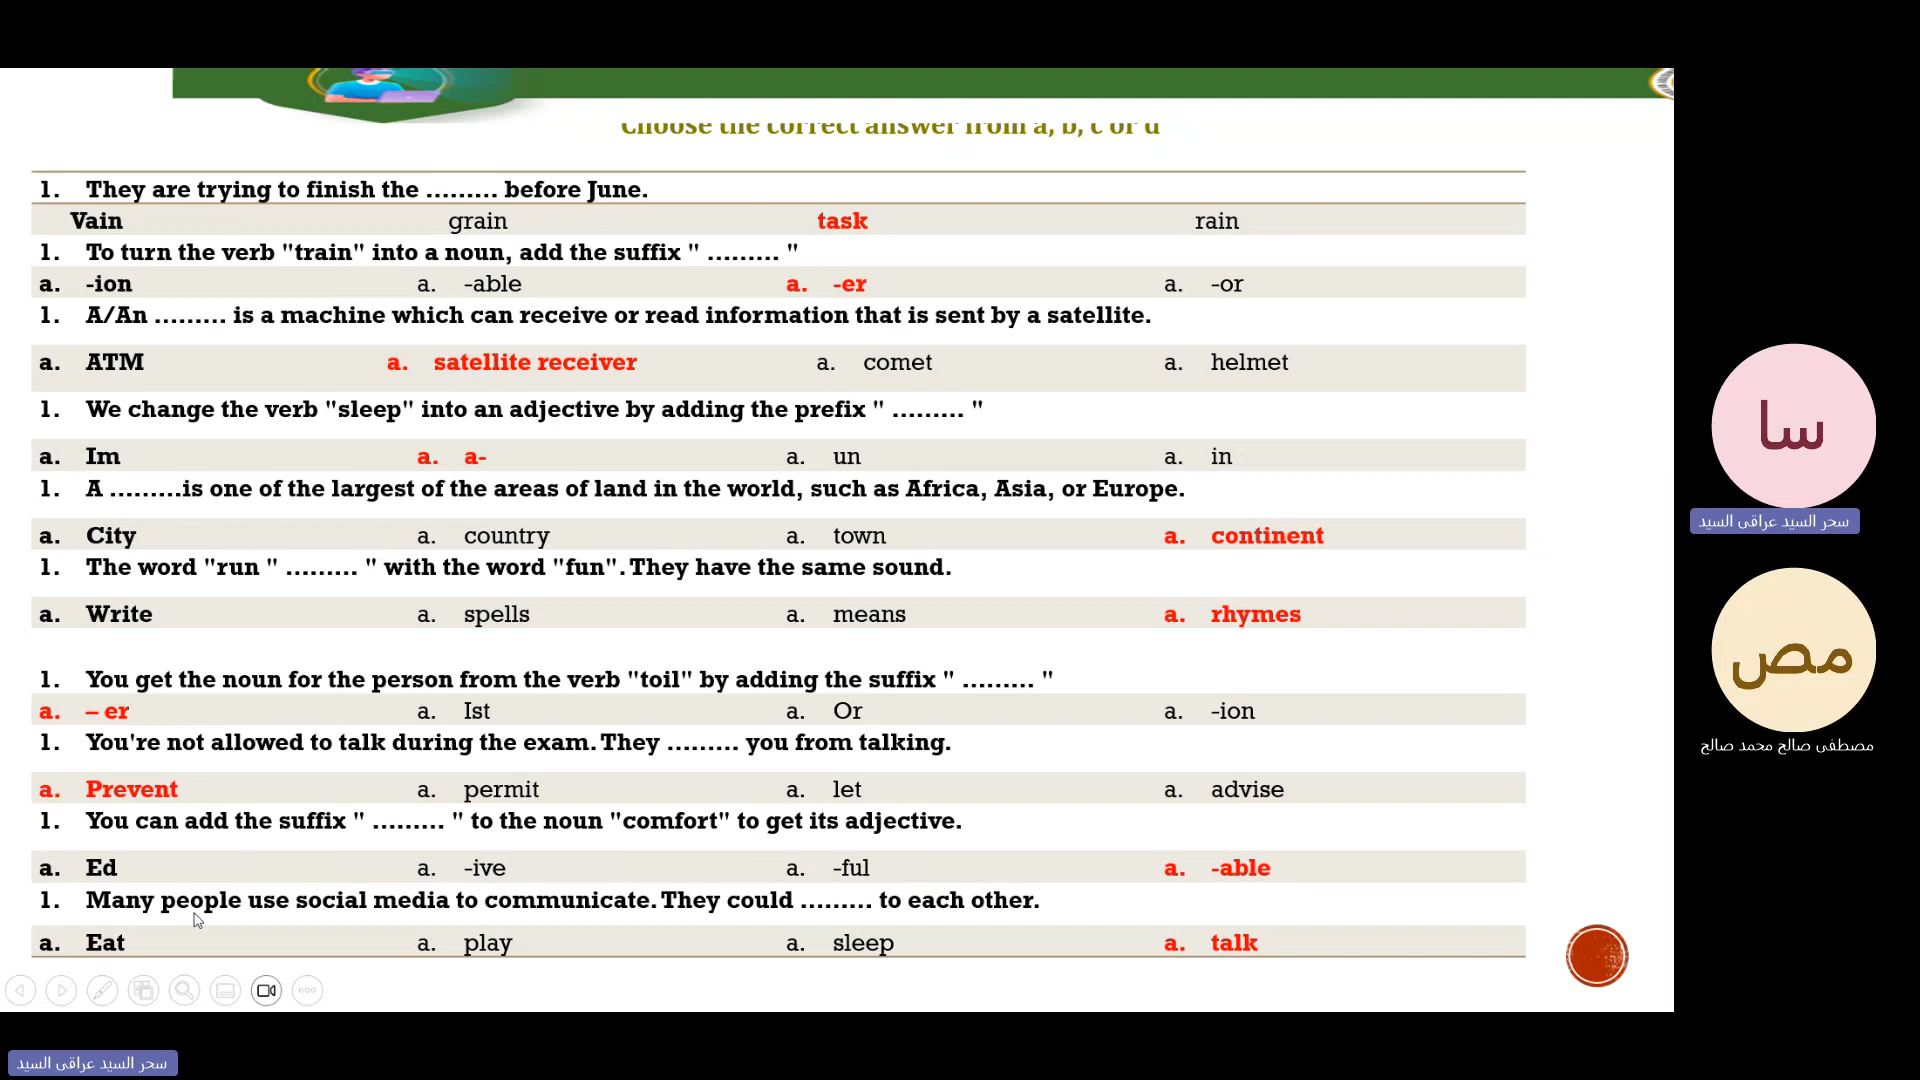 Choose the correct answer from a, b, c or d
1. They are trying to finish the ......... before June.
Vain grain task rain
1. To turn the verb "train" into a noun, add the suffix " ......... "
a. -ion a. -able a. -er a. -or
1. A/An ......... is a machine which can receive or read information that is sent by a satellite.
a. ATM a. satellite receiver a. comet a. helmet
1. We change the verb "sleep" into an adjective by adding the prefix " ......... "
a. Im a. a- a. un a. in
1. A .........is one of the largest of the areas of land in the world, such as Africa, Asia, or Europe.
a. City a. country a. town a. continent
1. The word "run " ......... " with the word "fun". They have the same sound.
a. Write a. spells a. means a. rhymes
1. You get the noun for the person from the verb "toil" by adding the suffix " ......... "
a. – er a. Ist a. Or a. -ion
1. You're not allowed to talk during the exam. They ......... you from talking.
a. Prevent a. permit a. let a. advise
1. You can add the suffix " ......... " to the noun "comfort" to get its adjective.
a. Ed a. -ive a. -ful a. -able
1. Many people use social media to communicate. They could ......... to each other.
a. Eat a. play a. sleep a. talk
سا
سحر السيد عراقى السيد
مص
مصطفى صالح محمد صالح
سحر السيد عراقى السيد